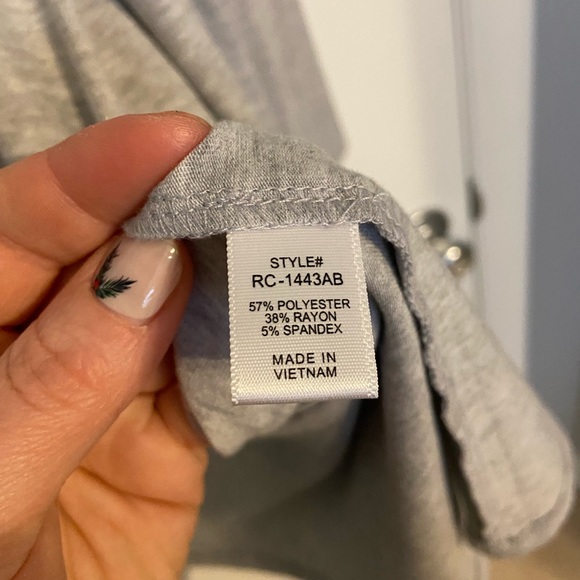 STYLE#
RC-1443AB
57% POLYESTER
38% RAYON
5% SPANDEX
MADE IN
VIETNAM